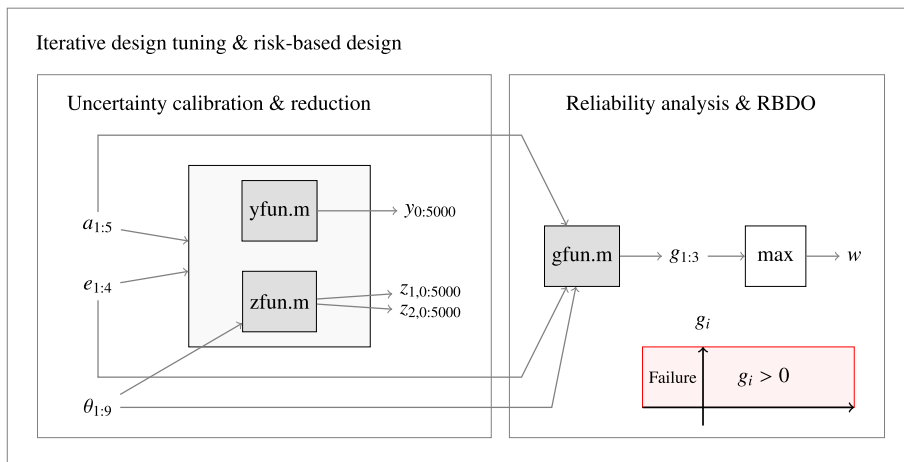 Iterative design tuning & risk-based design
Uncertainty calibration & reduction
Reliability analysis & RBDO
yfun.m
y0:5000
a1:5
gfun.m
g1:3
max
w
e1:4
zfun.m
z1,0:5000
z2,0:5000
gi
Failure
gi > 0
θ1:9